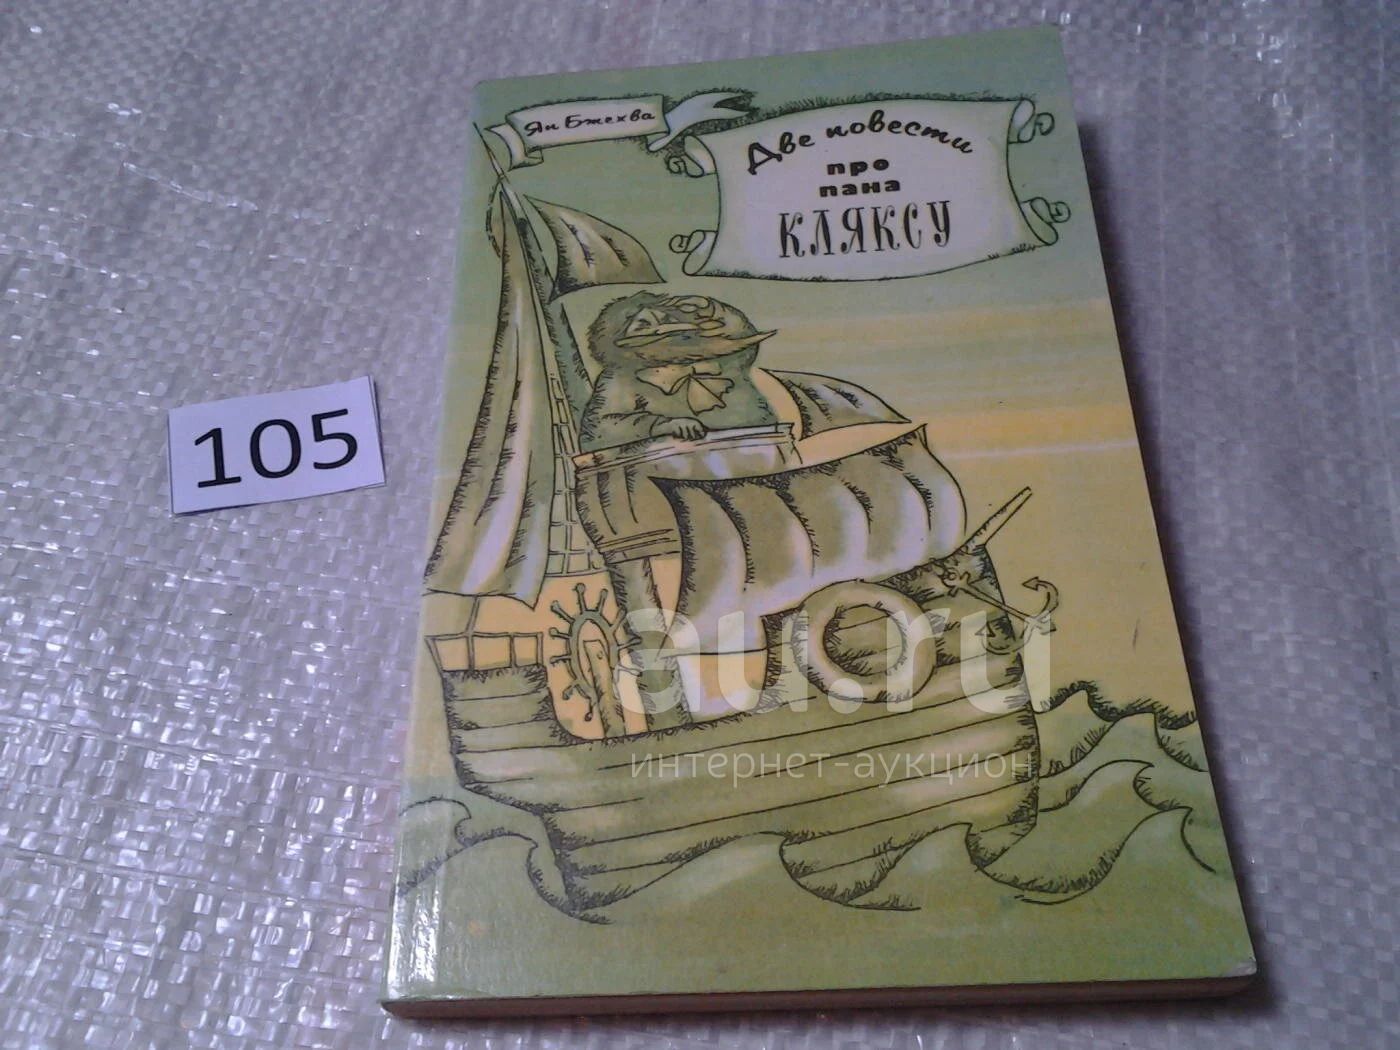 Ян Бжехва
Две повести
про
пана
КЛЯКСУ
105
au.ru
интернет-аукцион